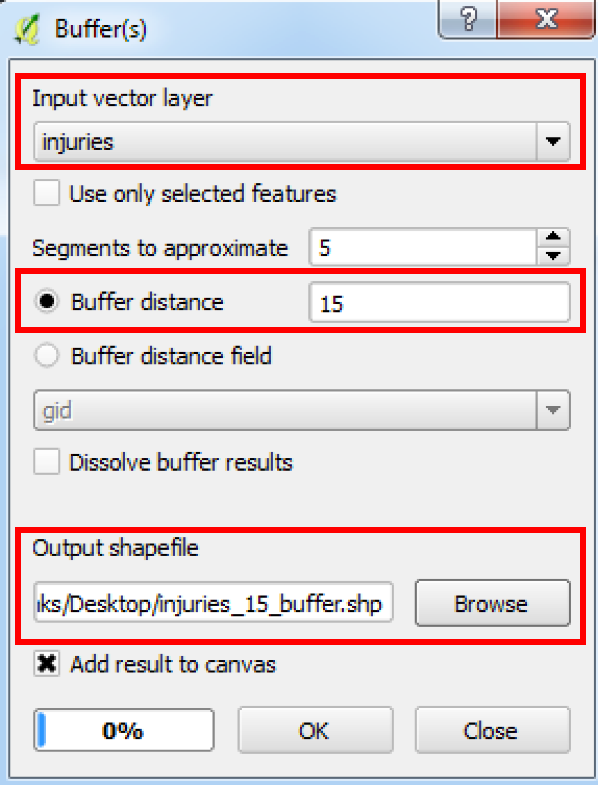 Buffer(s)
Input vector layer
injuries
Use only selected features
Segments to approximate 5
Buffer distance 15
Buffer distance field
gid
Dissolve buffer results
Output shapefile
ıks/Desktop/injuries_15_buffer.shp Browse
Add result to canvas
0% OK Close